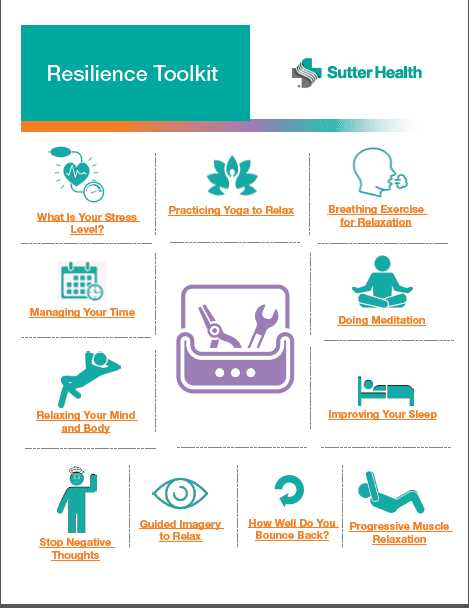 Resilience Toolkit
Sutter Health
What Is Your Stress
Level?
Practicing Yoga to Relax
Breathing Exercise
for Relaxation
Managing Your Time
Doing Meditation
Relaxing Your Mind
and Body
Improving Your Sleep
Stop Negative
Thoughts
Guided Imagery
to Relax
How Well Do You
Bounce Back?
Progressive Muscle
Relaxation